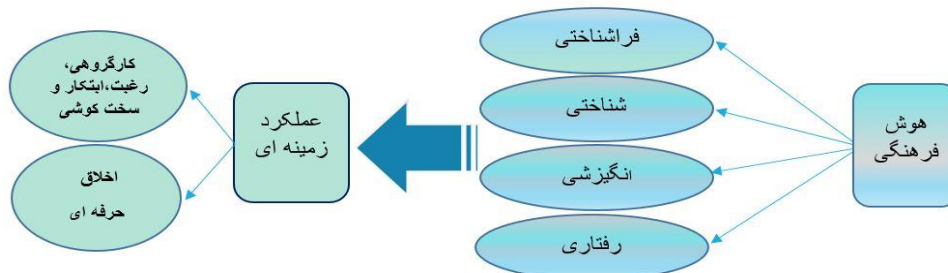 هوش
فرهنگی
فراشناختی
شناختی
انگیزشی
رفتاری
عملکرد
زمینه ای
کارگروهی،
رغبت،ابتکار و
سخت کوشی
اخلاق
حرفه ای